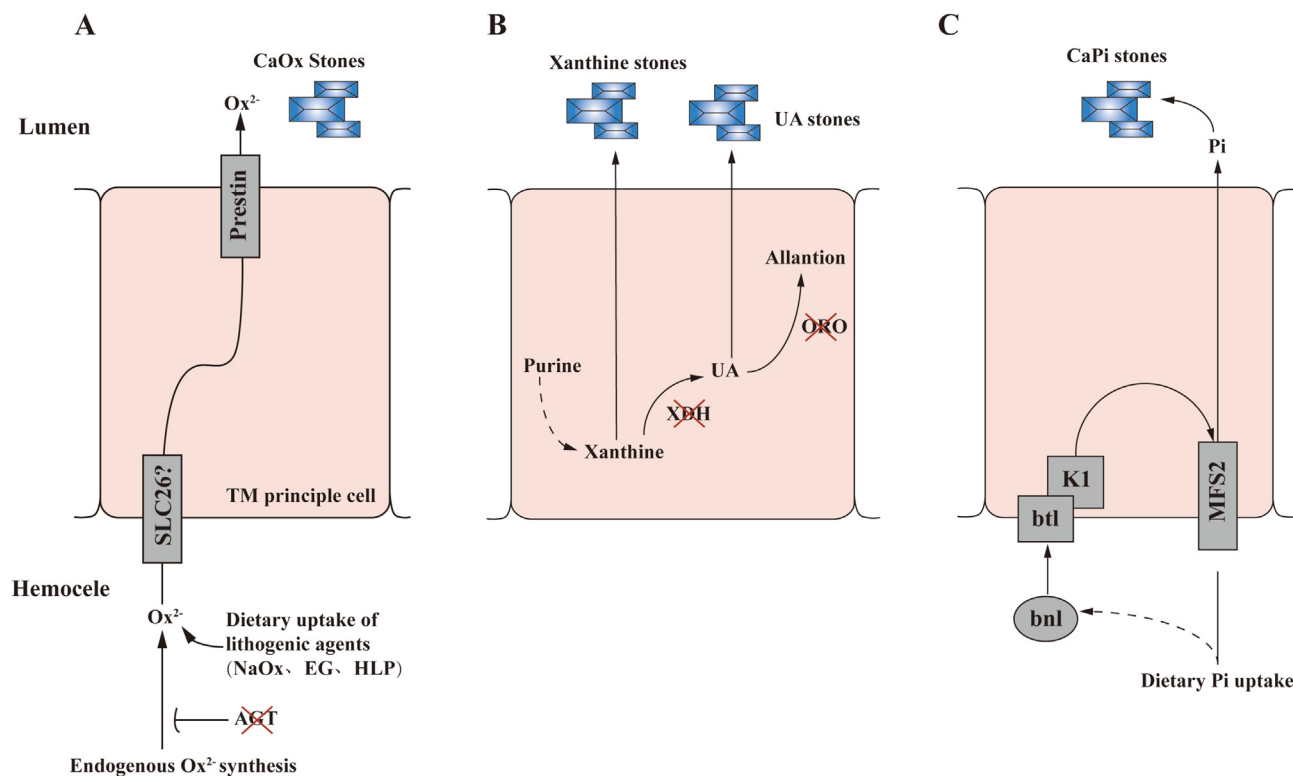 A
CaOx Stones
Ox²⁻
Lumen
Prestin
SLC26?
TM principle cell
Hemocele
Ox²⁻
Dietary uptake of
lithogenic agents
(NaOx、EG、HLP)
AGT
Endogenous Ox²⁻ synthesis
B
Xanthine stones
UA stones
Allantion
ORO
Purine
UA
XDH
Xanthine
C
CaPi stones
Pi
K1
btl
MFS2
bnl
Dietary Pi uptake